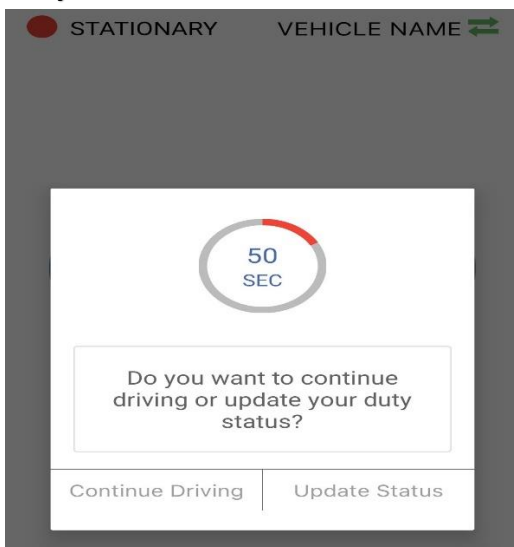 STATIONARY VEHICLE NAME
50
SEC
Do you want to continue
driving or update your duty
status?
Continue Driving Update Status